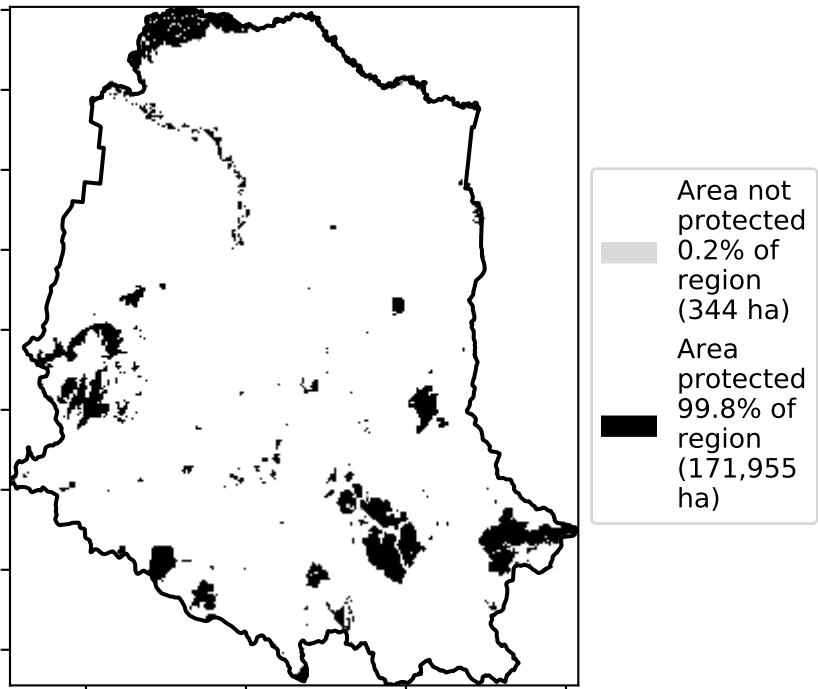 Area not
protected
0.2% of
region
(344 ha)
Area
protected
99.8% of
region
(171,955
ha)